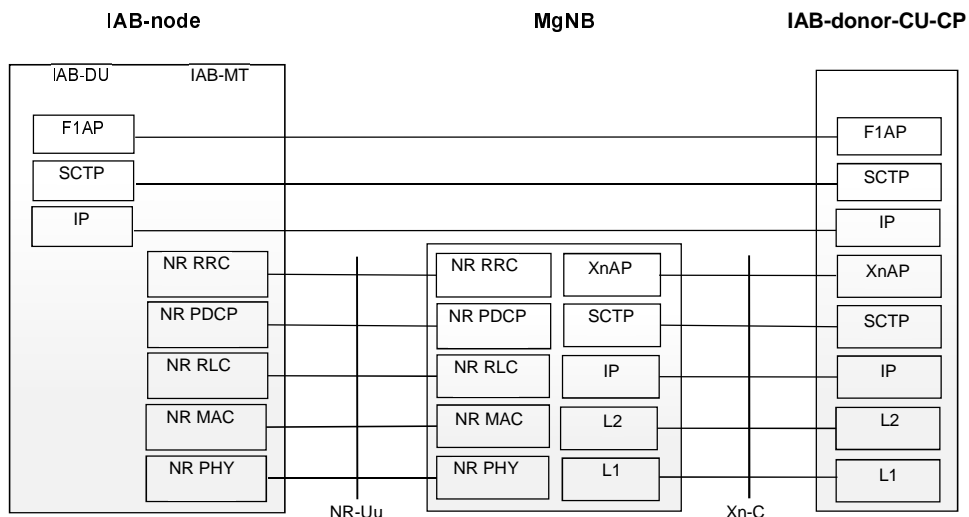 IAB-node MgNB IAB-donor-CU-CP
IAB-DU IAB-MT
F1AP F1AP
SCTP SCTP
IP IP
NR RRC NR RRC XnAP XnAP
NR PDCP NR PDCP SCTP SCTP
NR RLC NR RLC IP IP
NR MAC NR MAC L2 L2
NR PHY NR PHY L1 L1
NR-Uu Xn-C